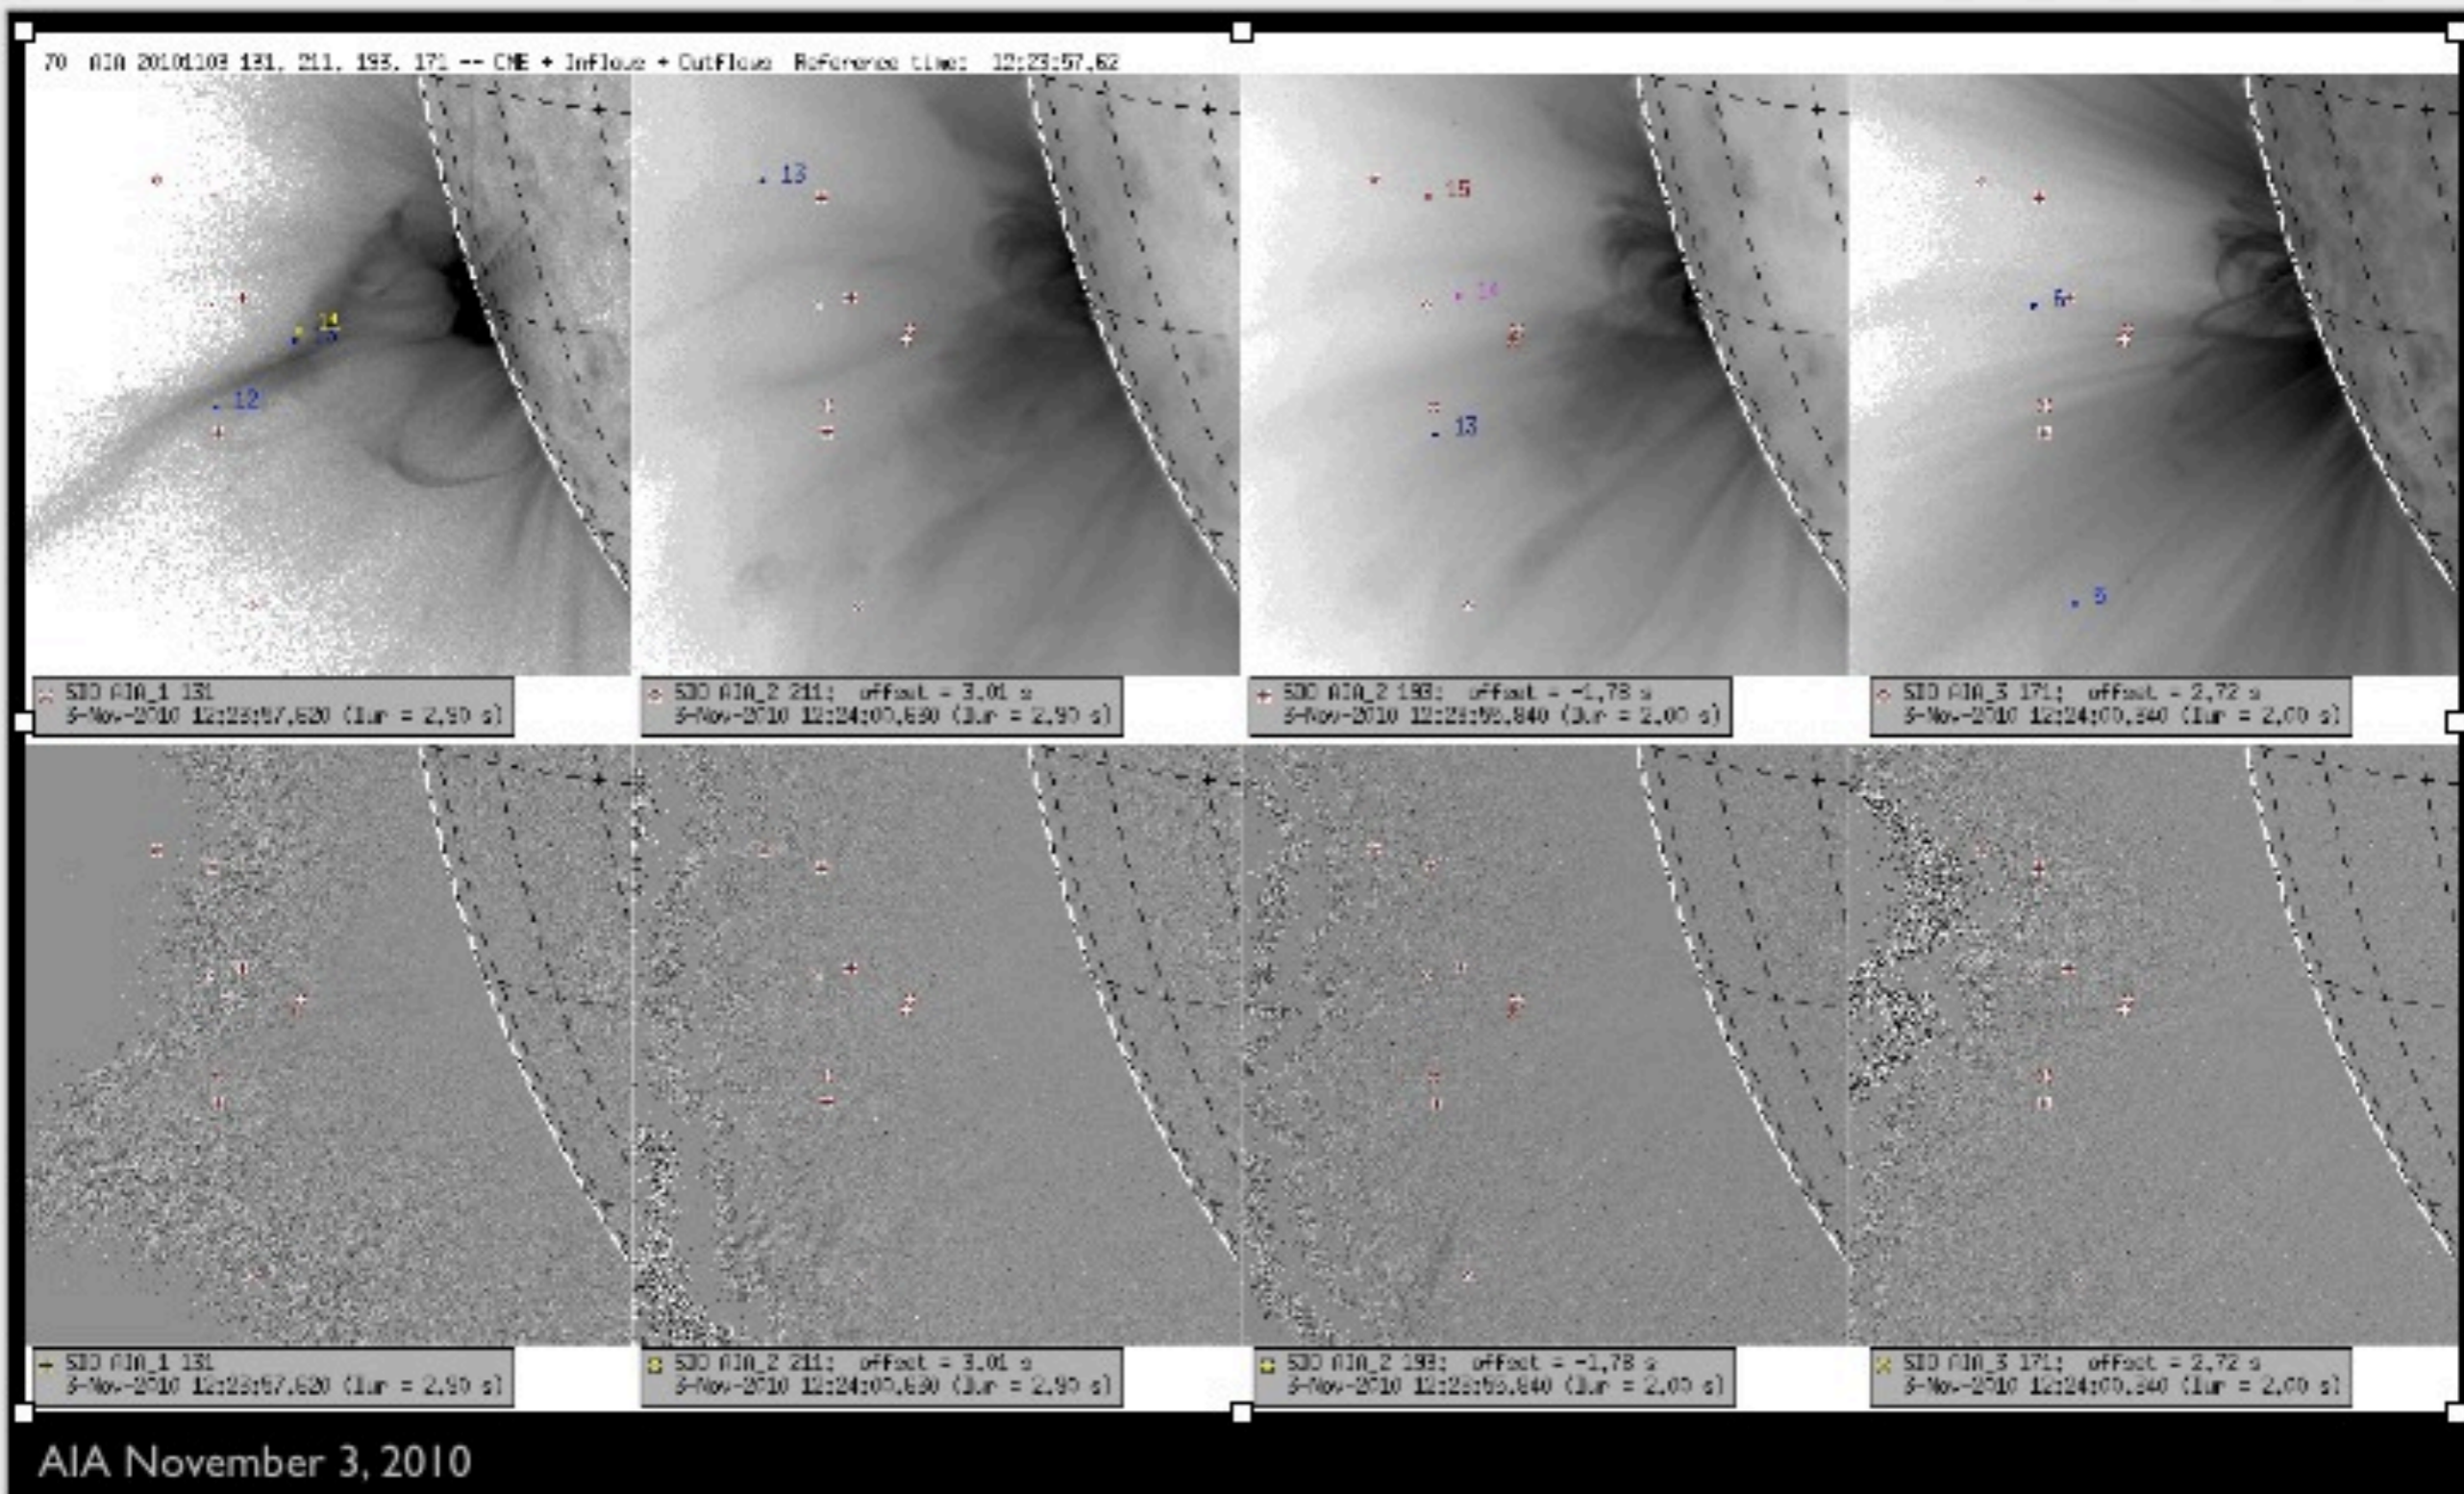 70 AIA 20101103 131, 211, 193, 171 -- CME + Inflows + Outflows Reference time: 12:23:57.62
13
15
14
6
14
12
13
6
SDO AIA_1 131
3-Nov-2010 12:23:57.620 (Dur = 2.90 s)
SDO AIA_2 211; offset = 3.01 s
3-Nov-2010 12:24:00.630 (Dur = 2.90 s)
SDO AIA_2 193; offset = -1.78 s
3-Nov-2010 12:23:55.840 (Dur = 2.00 s)
SDO AIA_3 171; offset = 2.72 s
3-Nov-2010 12:24:00.340 (Dur = 2.00 s)
SDO AIA_1 131
3-Nov-2010 12:23:57.620 (Dur = 2.90 s)
SDO AIA_2 211; offset = 3.01 s
3-Nov-2010 12:24:00.630 (Dur = 2.90 s)
SDO AIA_2 193; offset = -1.78 s
3-Nov-2010 12:23:55.840 (Dur = 2.00 s)
SDO AIA_3 171; offset = 2.72 s
3-Nov-2010 12:24:00.340 (Dur = 2.00 s)
AIA November 3, 2010